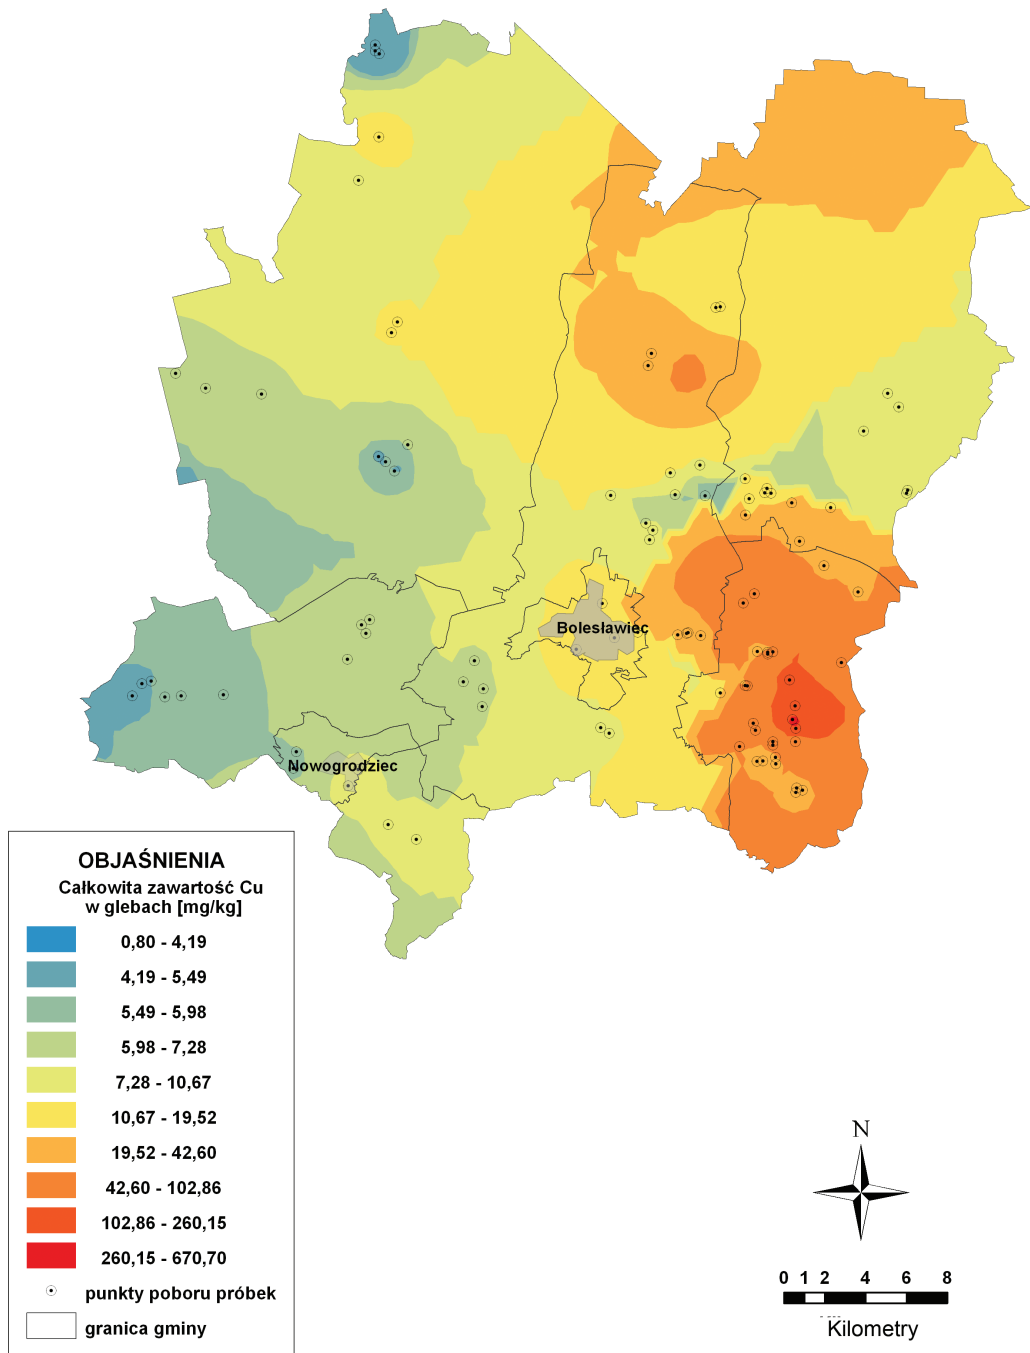 Bolesławiec
Nowogrodziec
OBJAŚNIENIA
Całkowita zawartość Cu
w glebach [mg/kg]
0,80 - 4,19
4,19 - 5,49
5,49 - 5,98
5,98 - 7,28
7,28 - 10,67
10,67 - 19,52
19,52 - 42,60
42,60 - 102,86
102,86 - 260,15
260,15 - 670,70
punkty poboru próbek
granica gminy
N
0 1 2 4 6 8
Kilometry